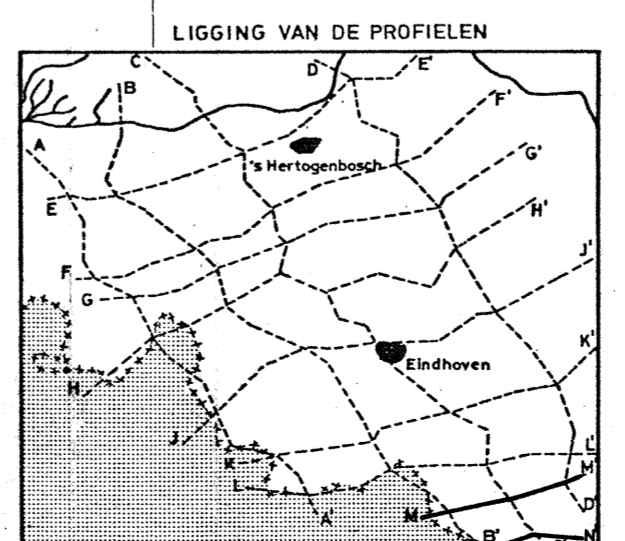 LIGGING VAN DE PROFIELEN
C
D
E'
B
F'
A
's Hertogenbosch
G'
E
H'
J'
F
G
K'
Eindhoven
H
J
L'
K
M'
L
D'
A'
M
B'
N'